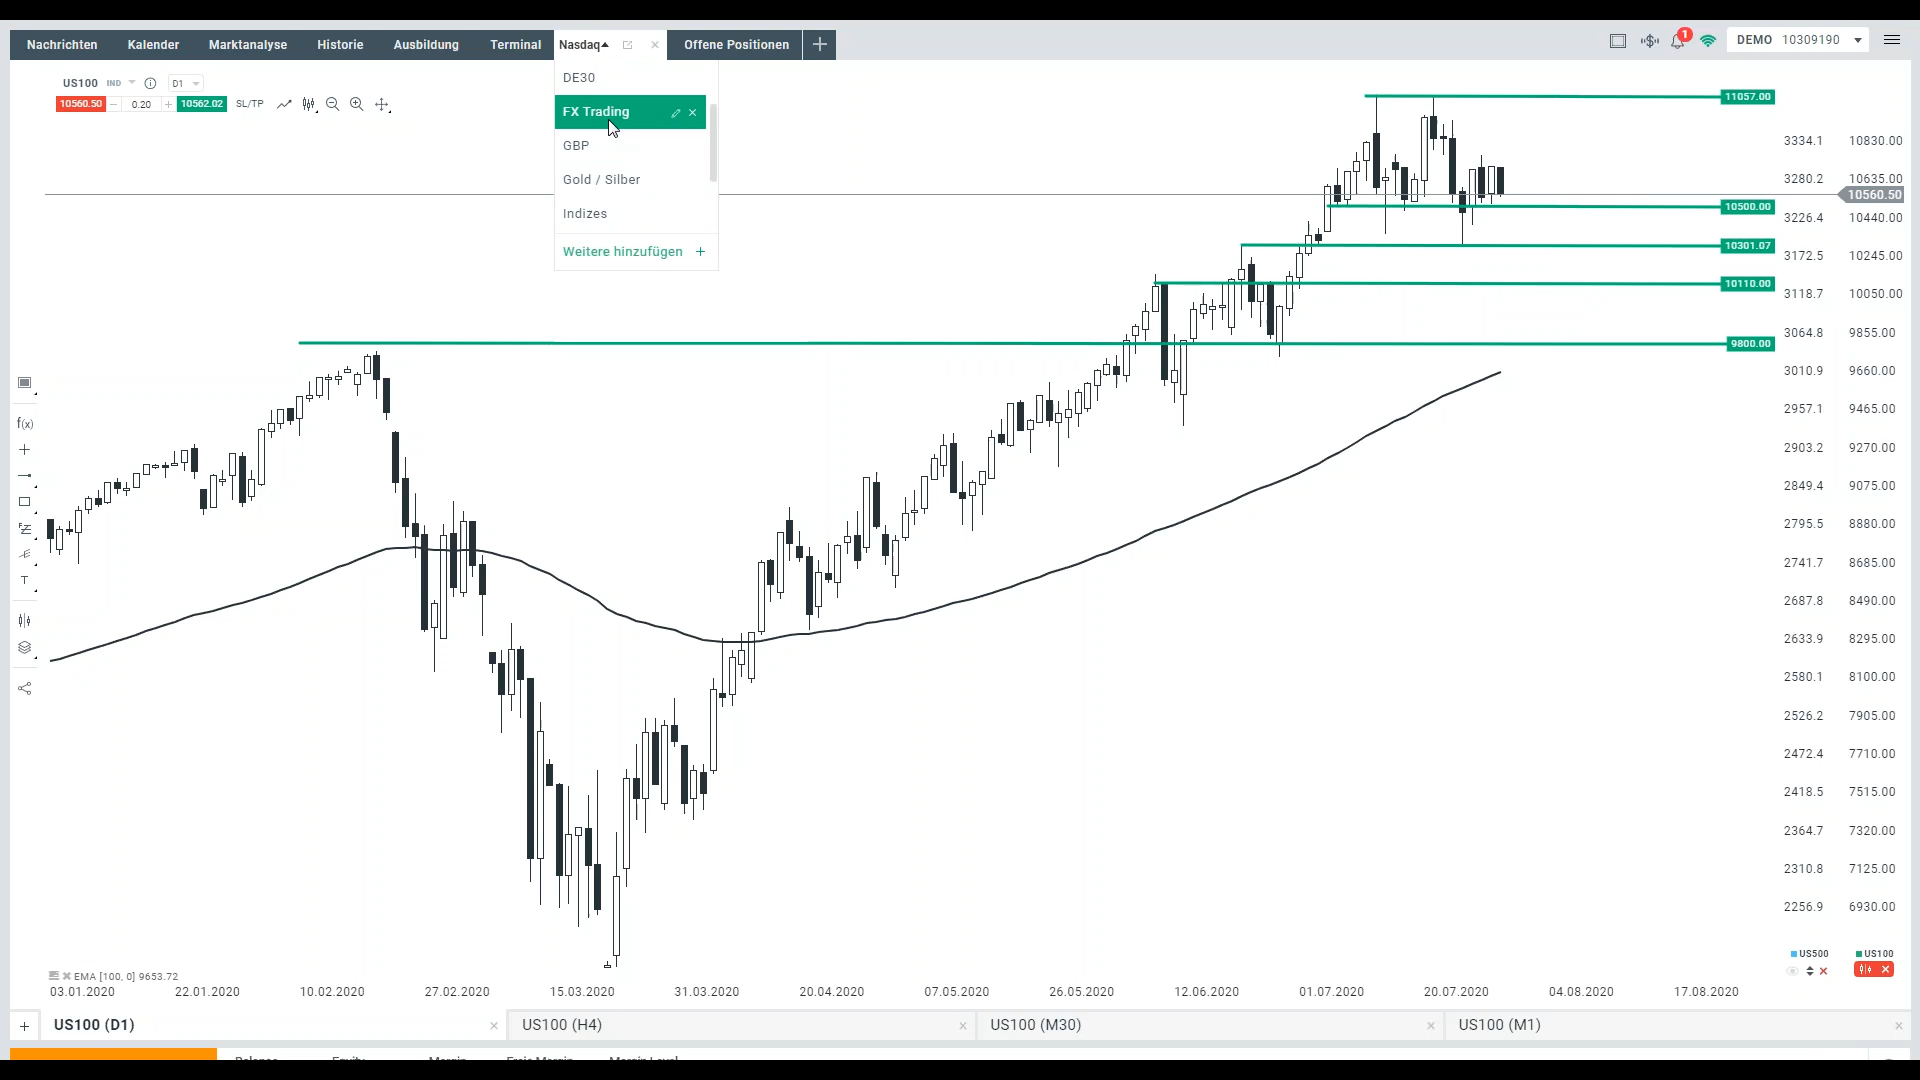 Nachrichten Kalender Marktanalyse Historie Ausbildung Terminal Nasdaq Offene Positionen
1
DEMO 10309190
US100 IND D1
10560.50 0.20 10562.02 SL/TP
DE30
FX Trading
GBP
Gold / Silber
Indizes
Weitere hinzufügen +
11057.00
10500.00
10301.07
10110.00
9800.00
3334.1 10830.00
3280.2 10635.00
10560.50
3226.4 10440.00
3172.5 10245.00
3118.7 10050.00
3064.8 9855.00
3010.9 9660.00
2957.1 9465.00
2903.2 9270.00
2849.4 9075.00
2795.5 8880.00
2741.7 8685.00
2687.8 8490.00
2633.9 8295.00
2580.1 8100.00
2526.2 7905.00
2472.4 7710.00
2418.5 7515.00
2364.7 7320.00
2310.8 7125.00
2256.9 6930.00
US500 US100
f(x)
T
EMA [100, 0] 9653.72
03.01.2020 22.01.2020 10.02.2020 27.02.2020 15.03.2020 31.03.2020 20.04.2020 07.05.2020 26.05.2020 12.06.2020 01.07.2020 20.07.2020 04.08.2020 17.08.2020
US100 (D1) US100 (H4) US100 (M30) US100 (M1)
Balance Equity Margin Freie Margin Margin Level